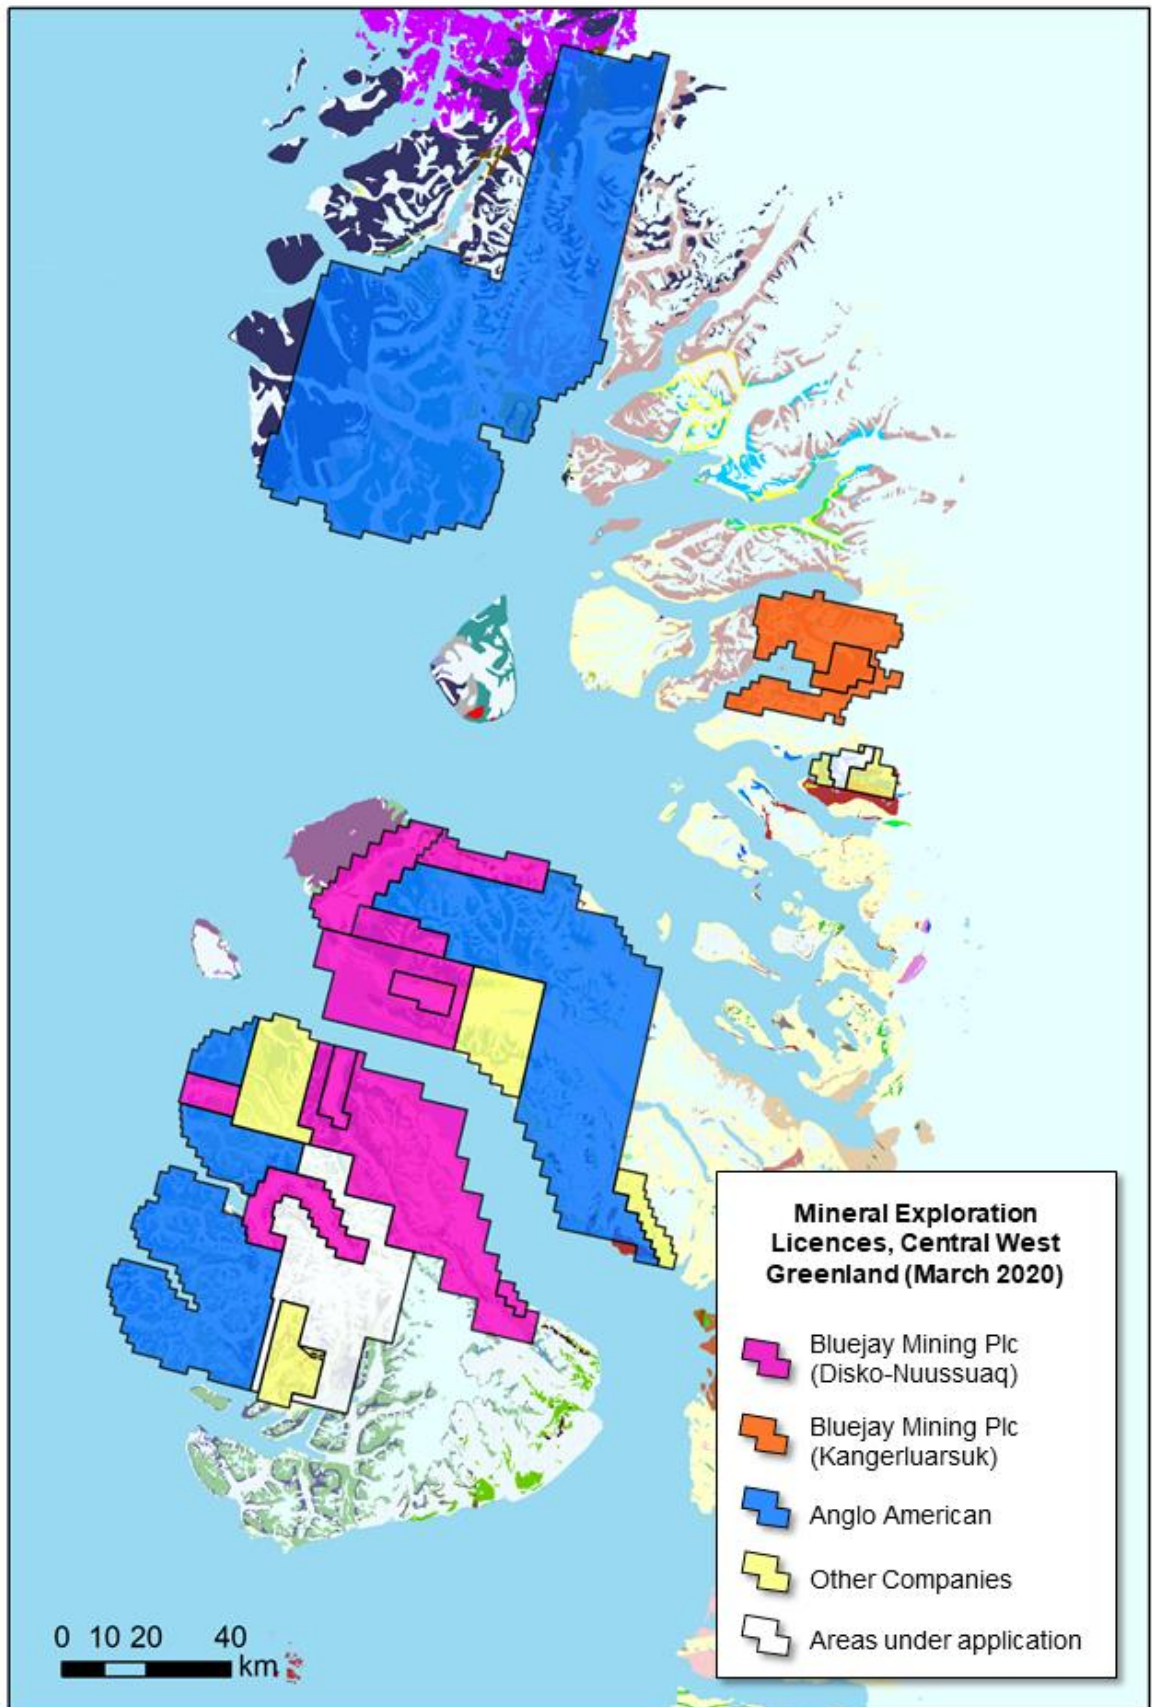 Mineral Exploration
Licences, Central West
Greenland (March 2020)
Bluejay Mining Plc
(Disko-Nuussuaq)
Bluejay Mining Plc
(Kangerluarsuk)
Anglo American
Other Companies
Areas under application
0 10 20 40
km